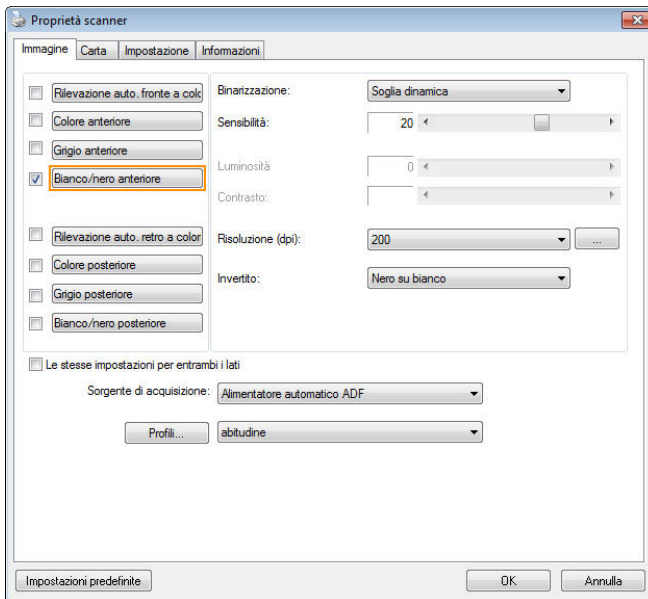 Proprietà scanner
Immagine Carta Impostazione Informazioni
Rilevazione auto. fronte a colo
Colore anteriore
Grigio anteriore
Bianco/nero anteriore
Rilevazione auto. retro a color
Colore posteriore
Grigio posteriore
Bianco/nero posteriore
Binarizzazione: Soglia dinamica
Sensibilità: 20
Luminosità 0
Contrasto:
Risoluzione (dpi): 200 ...
Invertito: Nero su bianco
Le stesse impostazioni per entrambi i lati
Sorgente di acquisizione: Alimentatore automatico ADF
Profili... abitudine
Impostazioni predefinite OK Annulla